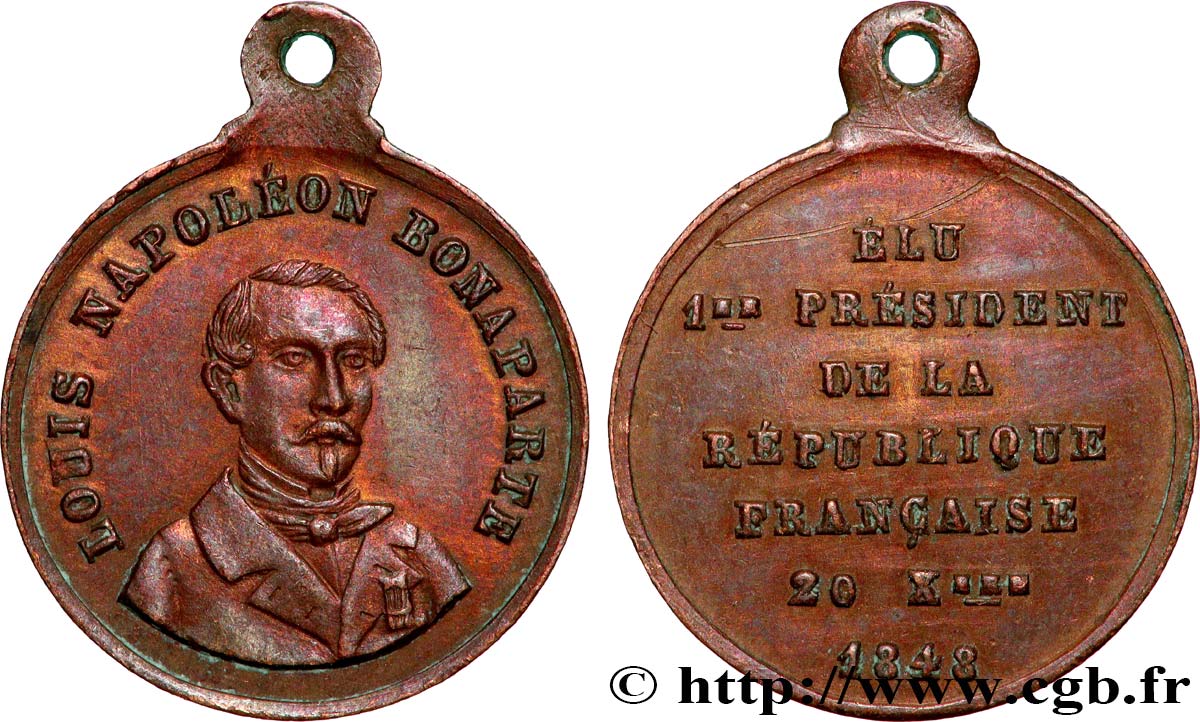 LOUIS NAPOLÉON BONAPARTE
ÉLU
1ER PRÉSIDENT
DE LA
RÉPUBLIQUE
FRANÇAISE
20 XBRE
1848
© http://www.cgb.fr